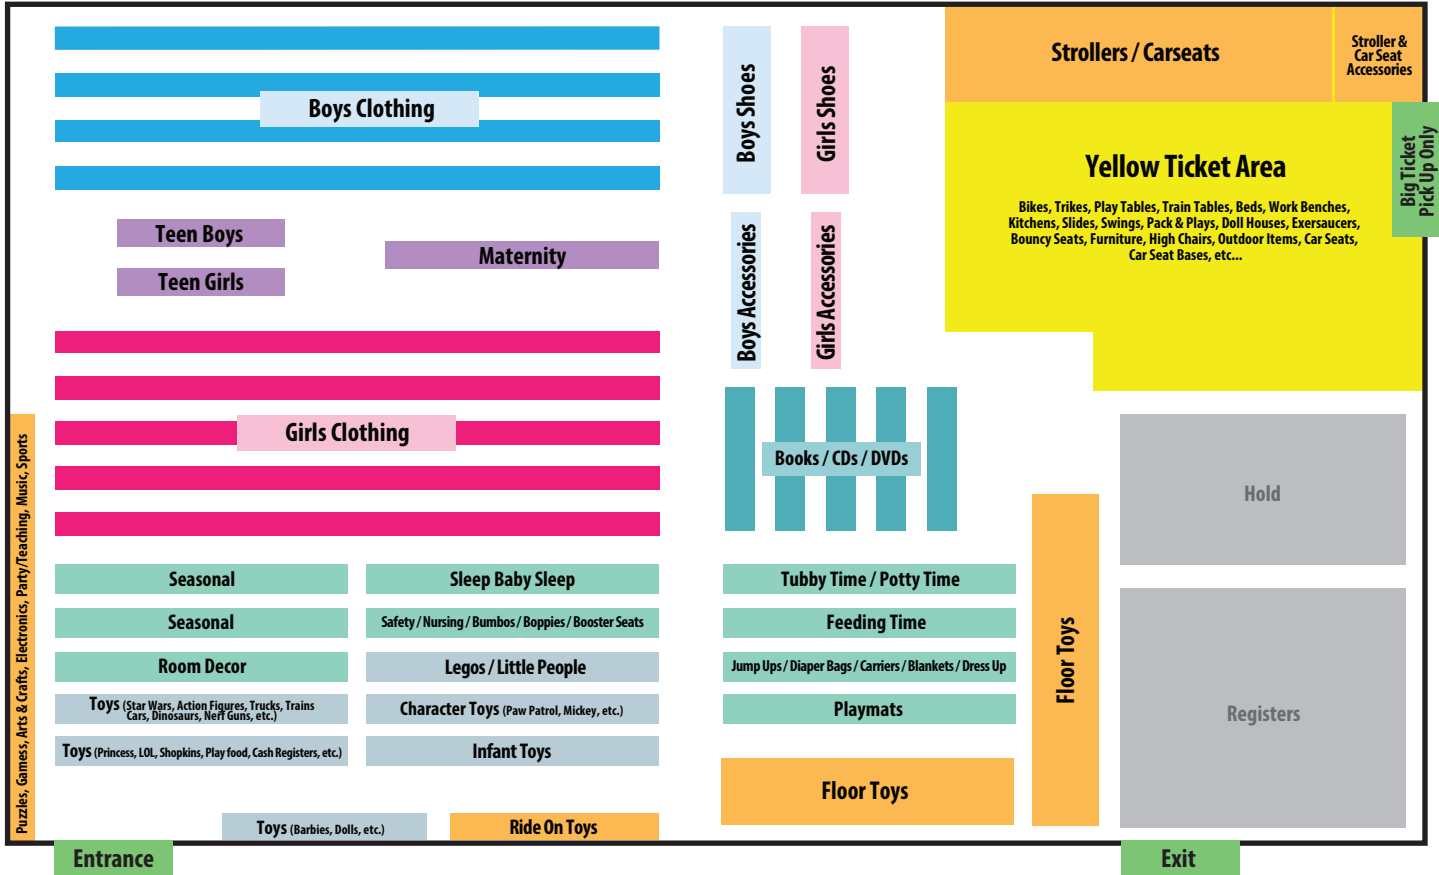 Strollers / Carseats
Stroller &
Car Seat
Accessories
Boys Clothing
Boys Shoes
Girls Shoes
Yellow Ticket Area
Bikes, Trikes, Play Tables, Train Tables, Beds, Work Benches,
Kitchens, Slides, Swings, Pack & Plays, Doll Houses, Exersaucers,
Bouncy Seats, Furniture, High Chairs, Outdoor Items, Car Seats,
Car Seat Bases, etc...
Big Ticket
Pick Up Only
Teen Boys
Teen Girls
Maternity
Boys Accessories
Girls Accessories
Girls Clothing
Books / CDs / DVDs
Hold
Puzzles, Gamess, Arts & Crafts, Electronics, Party/Teaching, Music, Sports
Seasonal
Sleep Baby Sleep
Tubby Time / Potty Time
Seasonal
Safety / Nursing / Bumbos / Boppies / Booster Seats
Feeding Time
Room Decor
Legos / Little People
Jump Ups / Diaper Bags / Carriers / Blankets / Dress Up
Floor Toys
Toys (Star Wars, Action Figures, Trucks, Trains
Cars, Dinosaurs, Nerf Guns, etc.)
Character Toys (Paw Patrol, Mickey, etc.)
Playmats
Registers
Toys (Princess, LOL, Shopkins, Play food, Cash Registers, etc.)
Infant Toys
Floor Toys
Toys (Barbies, Dolls, etc.)
Ride On Toys
Entrance
Exit